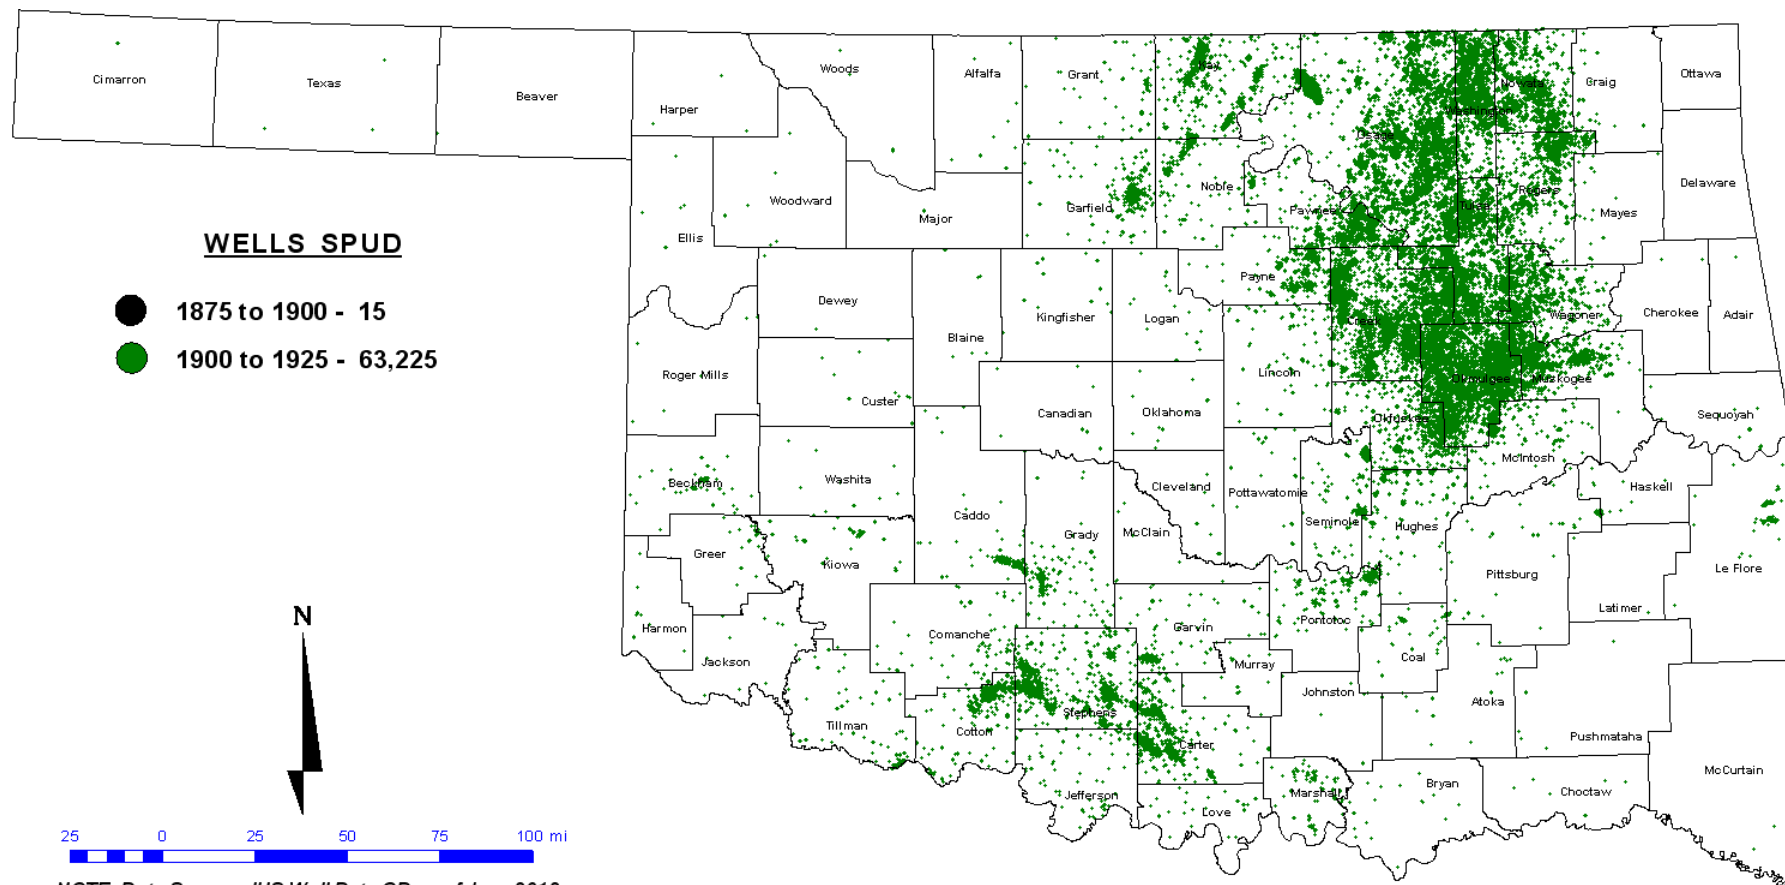 Cimarron
Texas
Beaver
Harper
Woods
Alfalfa
Grant
Kay
Osage
Washington
Nowata
Craig
Ottawa
Ellis
Woodward
Major
Garfield
Noble
Pawnee
Tulsa
Rogers
Mayes
Delaware
WELLS SPUD
1875 to 1900 - 15
1900 to 1925 - 63,225
Dewey
Blaine
Kingfisher
Logan
Payne
Creek
Wagoner
Cherokee
Adair
Roger Mills
Custer
Canadian
Oklahoma
Lincoln
Okmulgee
Muskogee
Okfuskee
Sequoyah
Beckham
Washita
Caddo
Grady
Cleveland
McClain
Pottawatomie
Seminole
Hughes
McIntosh
Haskell
Greer
Kiowa
Pittsburg
Le Flore
Latimer
Harmon
Jackson
Comanche
Garvin
Pontotoc
Murray
Coal
Johnston
Atoka
Pushmataha
Tillman
Cotton
Stephens
Carter
Jefferson
Love
Marshall
Bryan
Choctaw
McCurtain
N
25 0 25 50 75 100 mi